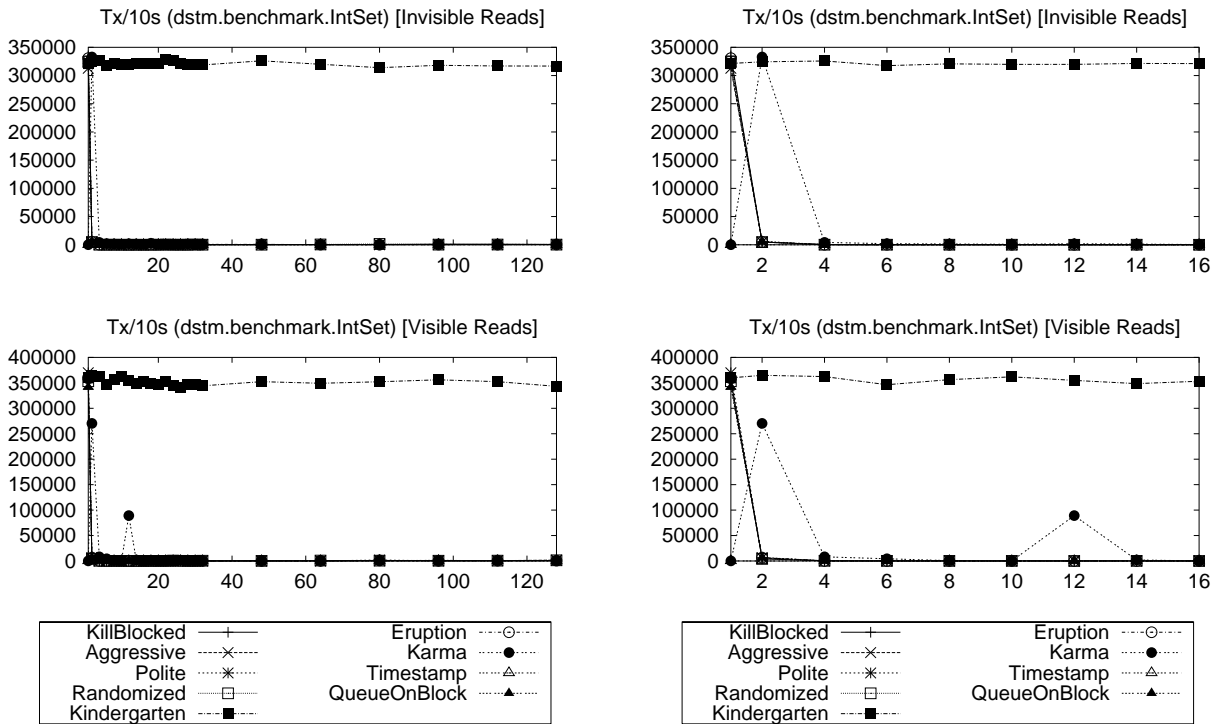 Tx/10s (dstm.benchmark.IntSet) [Invisible Reads]
350000
300000
250000
200000
150000
100000
50000
0
20 40 60 80 100 120
Tx/10s (dstm.benchmark.IntSet) [Invisible Reads]
350000
300000
250000
200000
150000
100000
50000
0
2 4 6 8 10 12 14 16
Tx/10s (dstm.benchmark.IntSet) [Visible Reads]
400000
350000
300000
250000
200000
150000
100000
50000
0
20 40 60 80 100 120
Tx/10s (dstm.benchmark.IntSet) [Visible Reads]
400000
350000
300000
250000
200000
150000
100000
50000
0
2 4 6 8 10 12 14 16
KillBlocked
Aggressive
Polite
Randomized
Kindergarten
Eruption
Karma
Timestamp
QueueOnBlock
KillBlocked
Aggressive
Polite
Randomized
Kindergarten
Eruption
Karma
Timestamp
QueueOnBlock